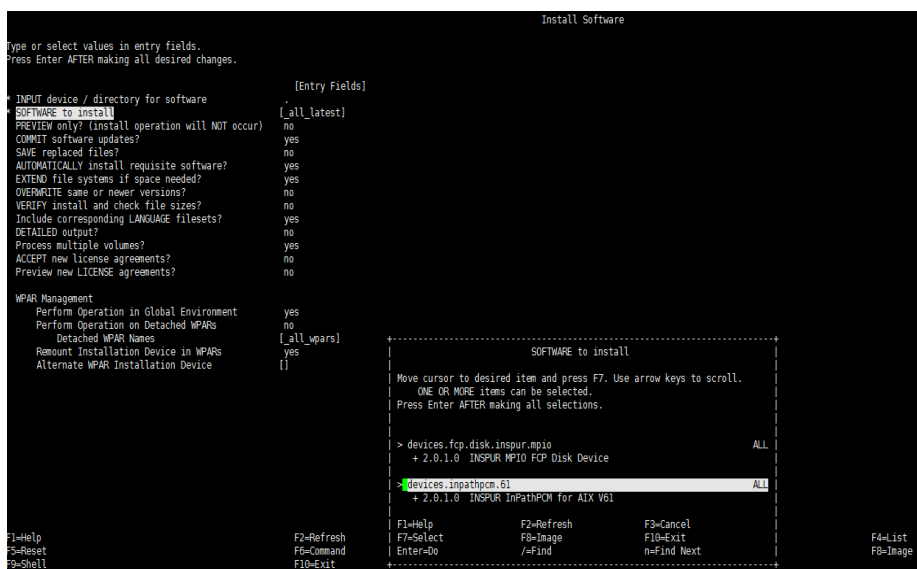 Install Software
Type or select values in entry fields.
Press Enter AFTER making all desired changes.
[Entry Fields]
* INPUT device / directory for software .
* SOFTWARE to install [_all_latest]
PREVIEW only? (install operation will NOT occur) no
COMMIT software updates? yes
SAVE replaced files? no
AUTOMATICALLY install requisite software? yes
EXTEND file systems if space needed? yes
OVERWRITE same or newer versions? no
VERIFY install and check file sizes? no
Include corresponding LANGUAGE filesets? yes
DETAILED output? no
Process multiple volumes? yes
ACCEPT new license agreements? no
Preview new LICENSE agreements? no
WPAR Management
Perform Operation in Global Environment yes
Perform Operation on Detached WPARs no
Detached WPAR Names [_all_wpars]
Remount Installation Device in WPARs yes
Alternate WPAR Installation Device []
SOFTWARE to install
Move cursor to desired item and press F7. Use arrow keys to scroll.
ONE OR MORE items can be selected.
Press Enter AFTER making all selections.
> devices.fcp.disk.inspur.mpio ALL
+ 2.0.1.0 INSPUR MPIO FCP Disk Device
> devices.inpathpcm.61 ALL
+ 2.0.1.0 INSPUR InPathPCM for AIX V61
F1=Help F2=Refresh F3=Cancel
F7=Select F8=Image F10=Exit
Enter=Do /=Find n=Find Next
F1=Help F2=Refresh F4=List
F5=Reset F6=Command F8=Image
F9=Shell F10=Exit